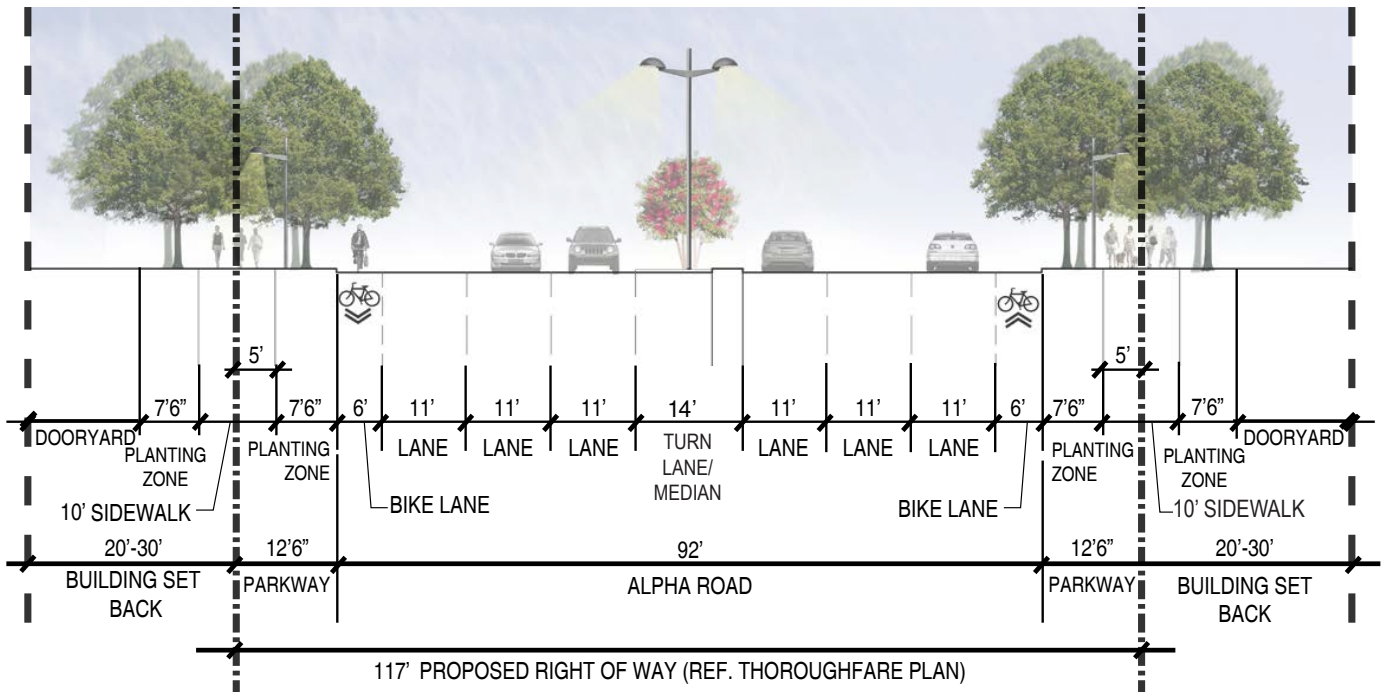 5’
5’
7’6”
7’6”
6’
11’
11’
11’
14’
11’
11’
11’
6’
7’6”
7’6”
DOORYARD
PLANTING
ZONE
PLANTING
ZONE
LANE
LANE
LANE
TURN
LANE/
MEDIAN
LANE
LANE
LANE
PLANTING
ZONE
PLANTING
ZONE
DOORYARD
10’ SIDEWALK
BIKE LANE
BIKE LANE
10’ SIDEWALK
20’-30’
12’6”
92’
12’6”
20’-30’
BUILDING SET
BACK
PARKWAY
ALPHA ROAD
PARKWAY
BUILDING SET
BACK
117’ PROPOSED RIGHT OF WAY (REF. THOROUGHFARE PLAN)